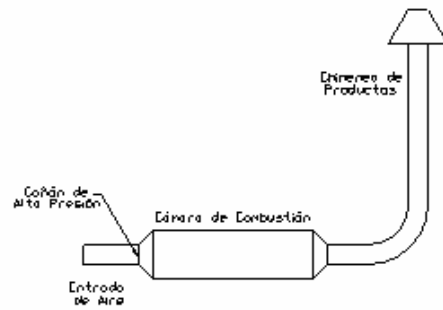 Chimenea de
Productos
Cañón de
Alta Presión
Cámara de Combustión
Entrada
de Aire